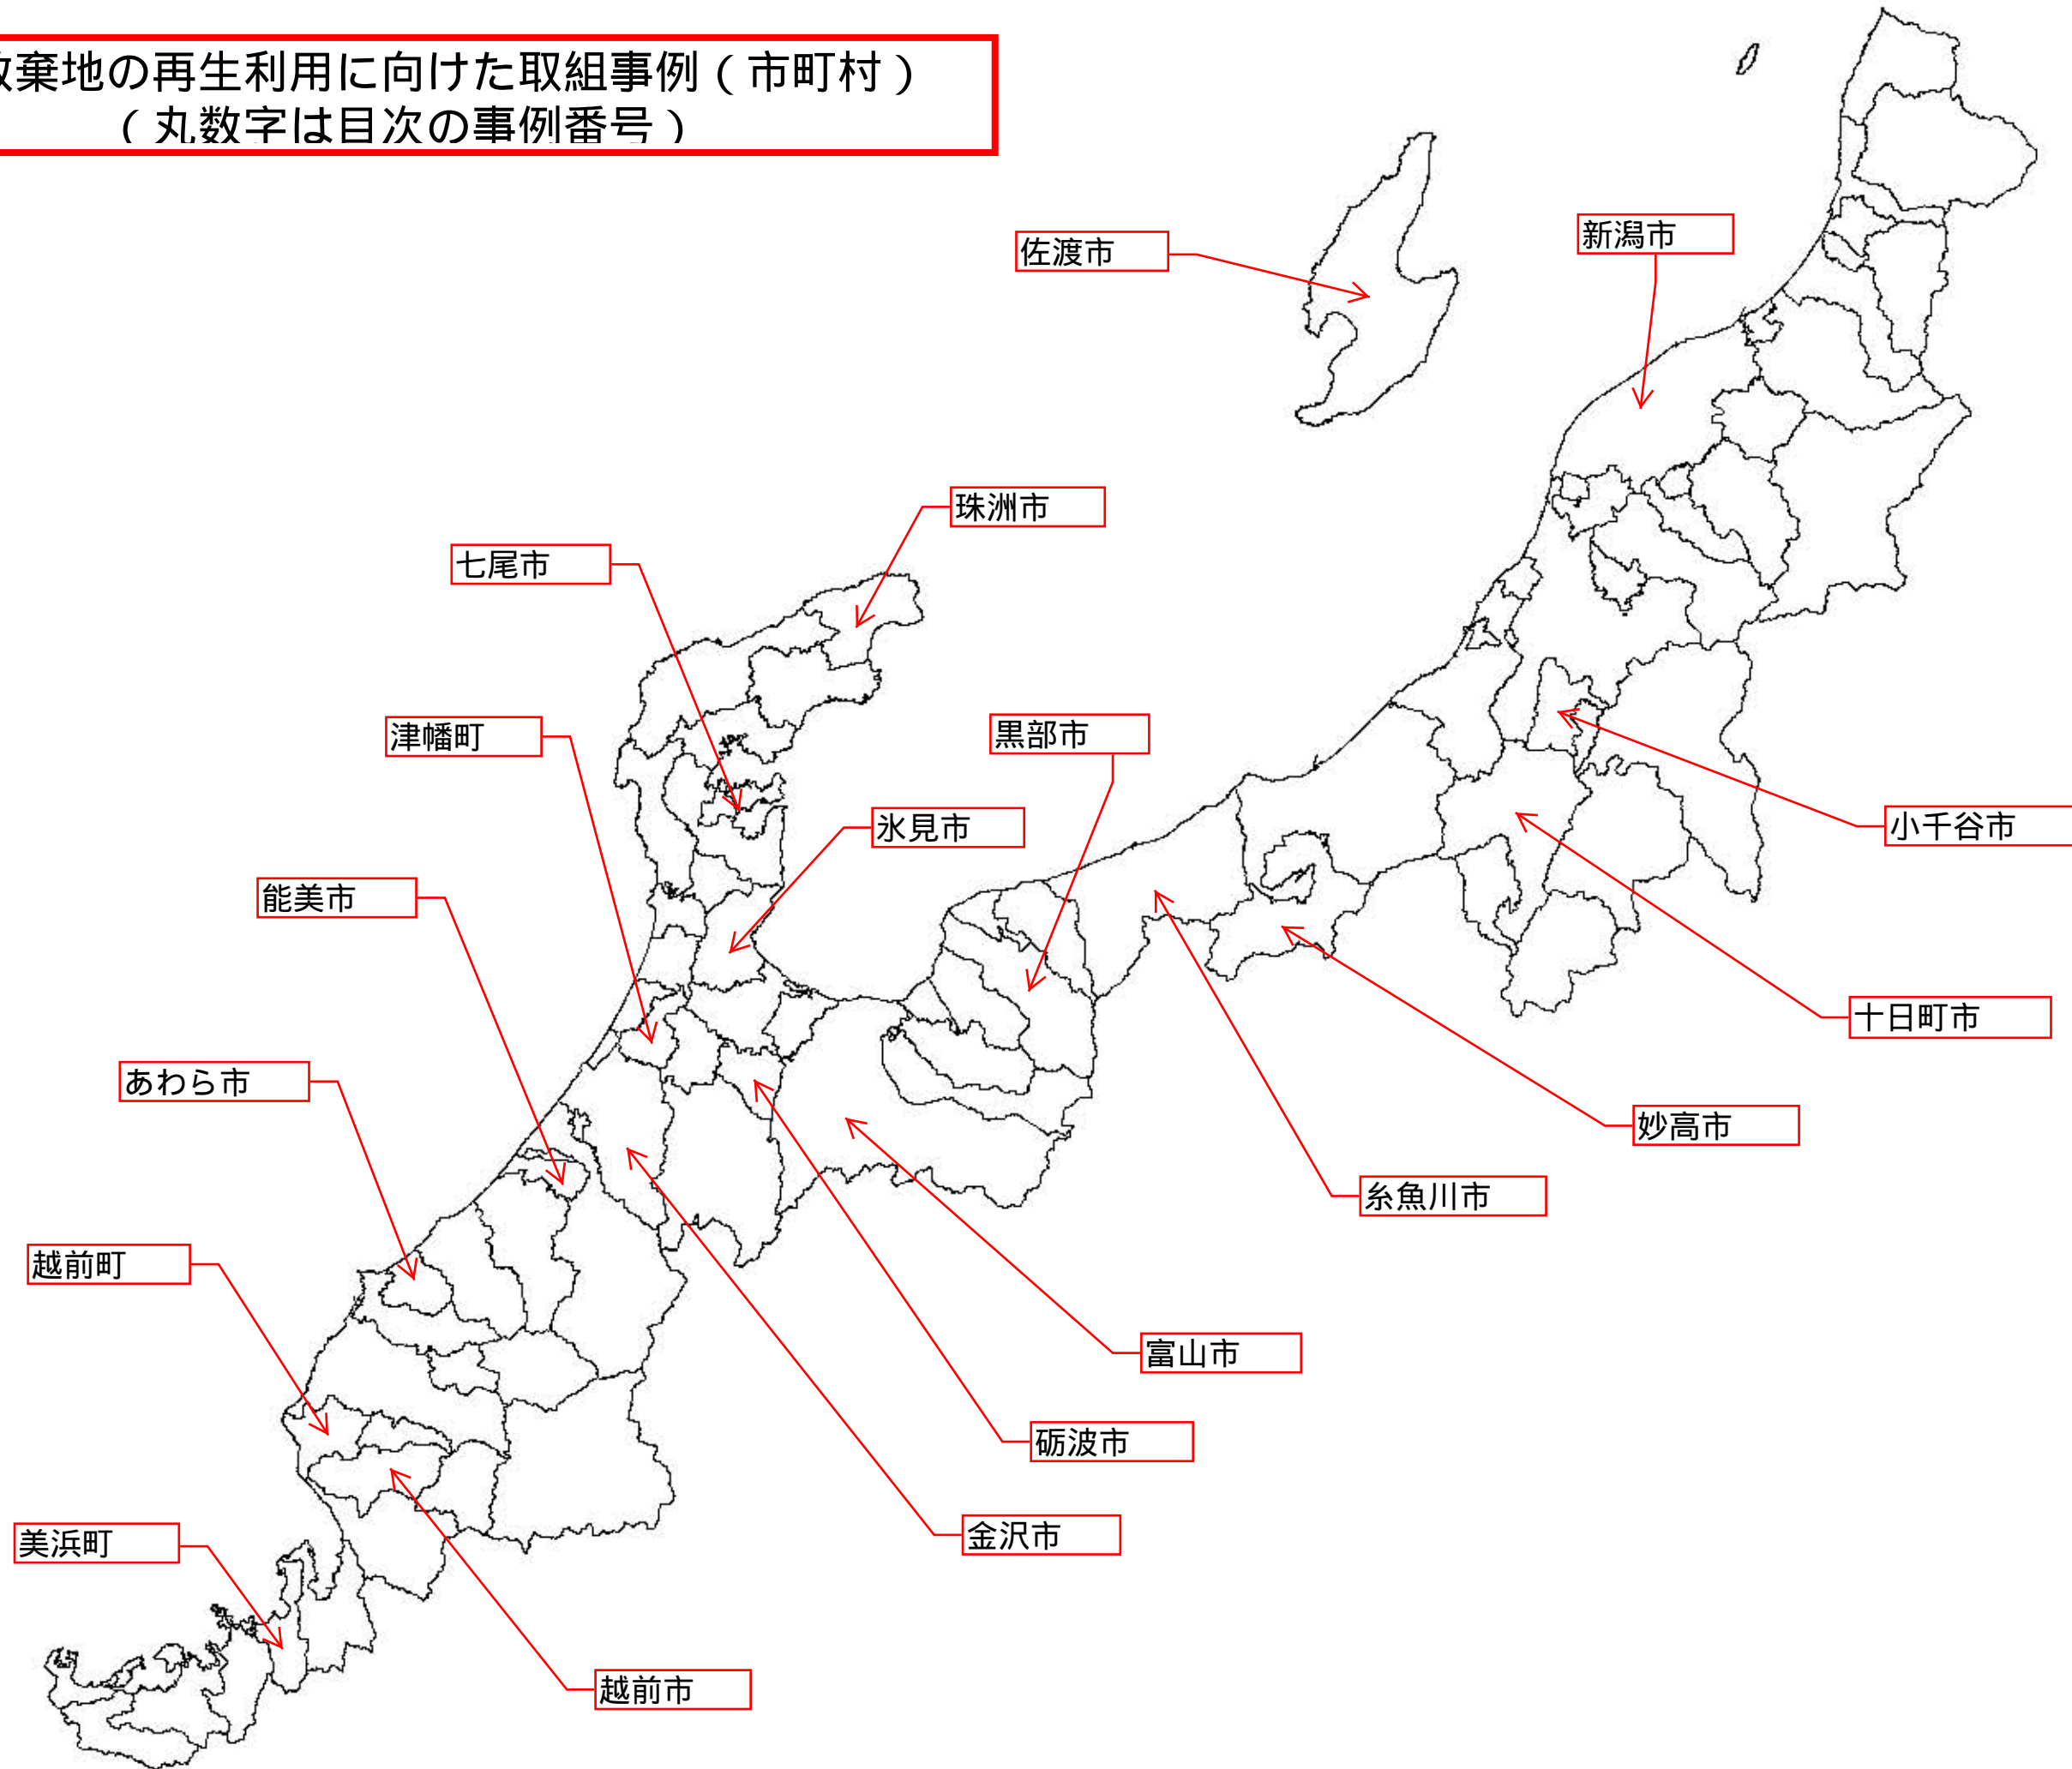 棄地の再生利用に向けた取組事例(市町村)
(丸数字は目次の事例番号)
佐渡市
新潟市
珠洲市
七尾市
津幡町
黒部市
氷見市
小千谷市
能美市
十日町市
あわら市
妙高市
糸魚川市
越前町
富山市
砺波市
金沢市
美浜町
越前市